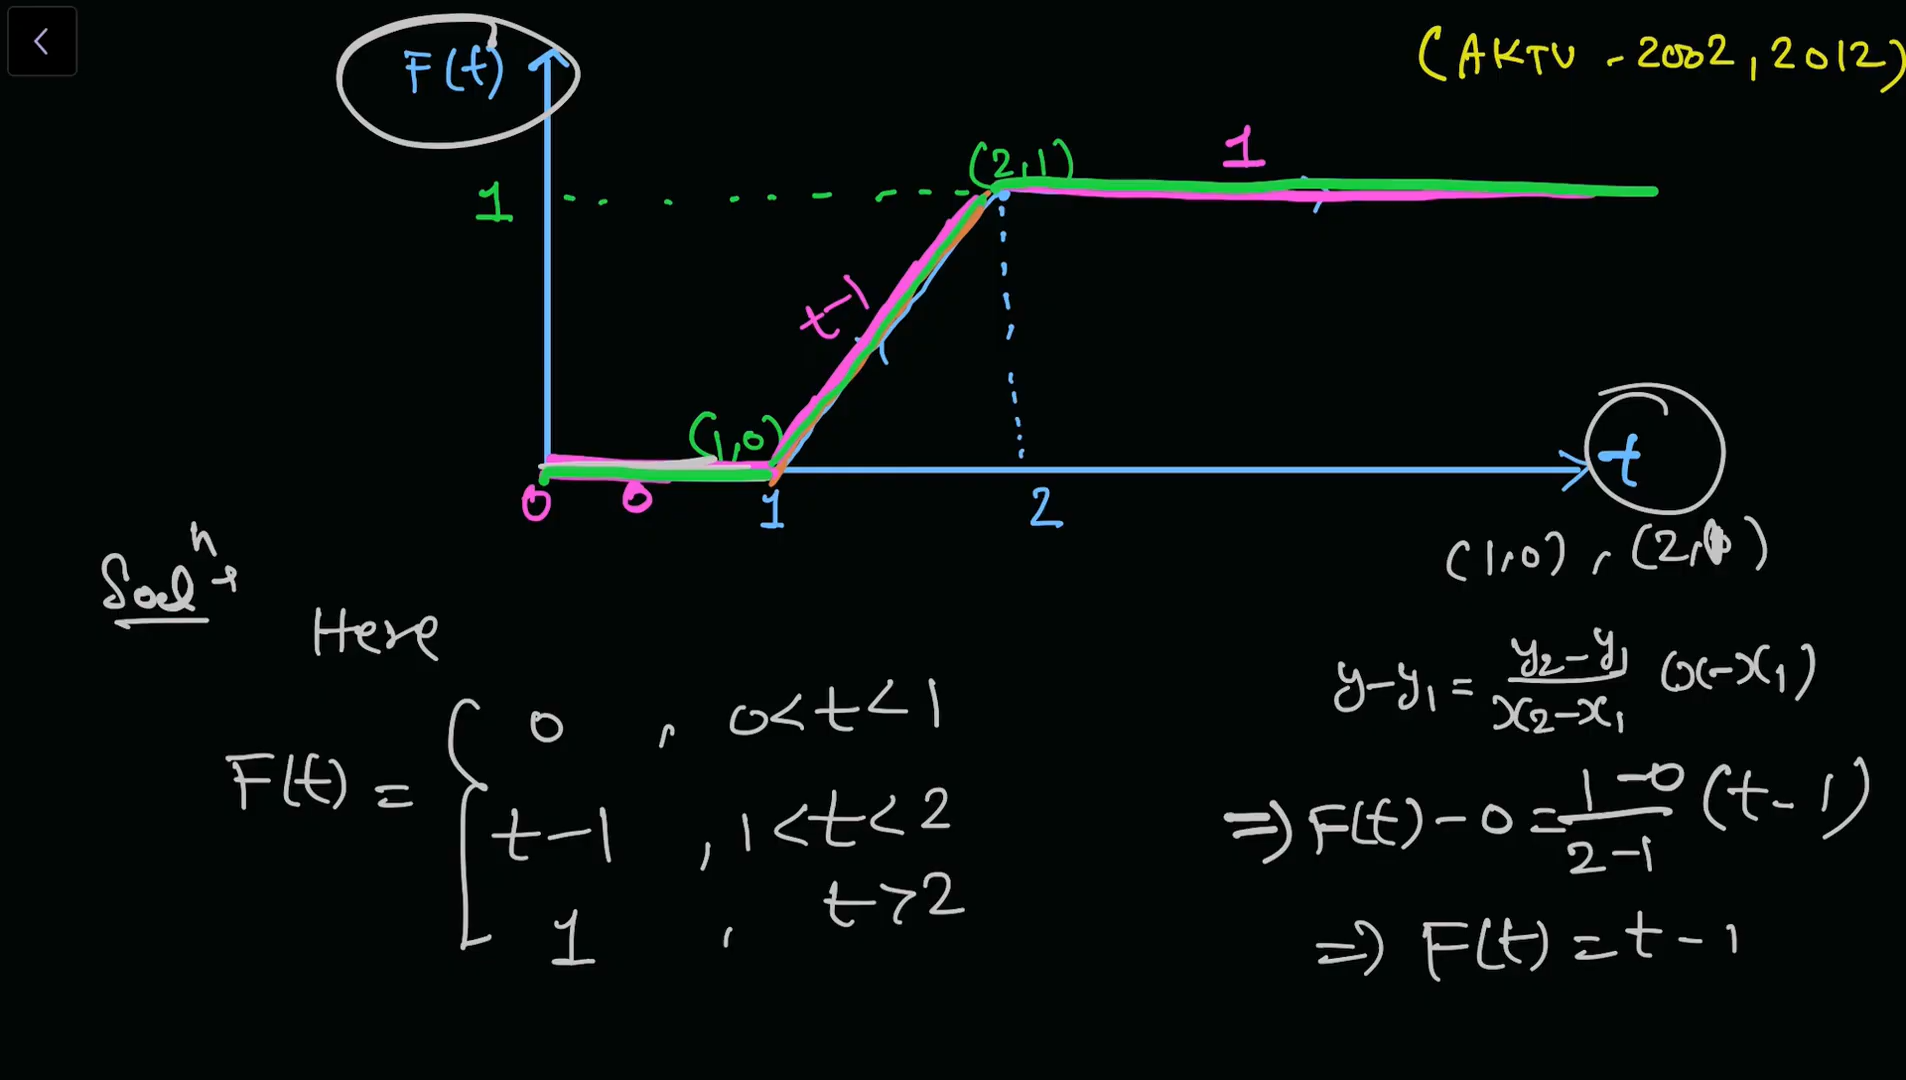 F(t)
(AKTU - 2002, 2012)
1
(2,1)
1
t-1
(1,0)
t
0
0
1
2
(1,0), (2,1)
Soln
Here
y-y₁ = y₂-y₁/x₂-x₁ (x-x₁)
F(t) = { 0 , 0<t<1
t-1 , 1<t<2
1 , t>2
⇒ F(t)-0 = 1-0/2-1 (t-1)
⇒ F(t) = t-1